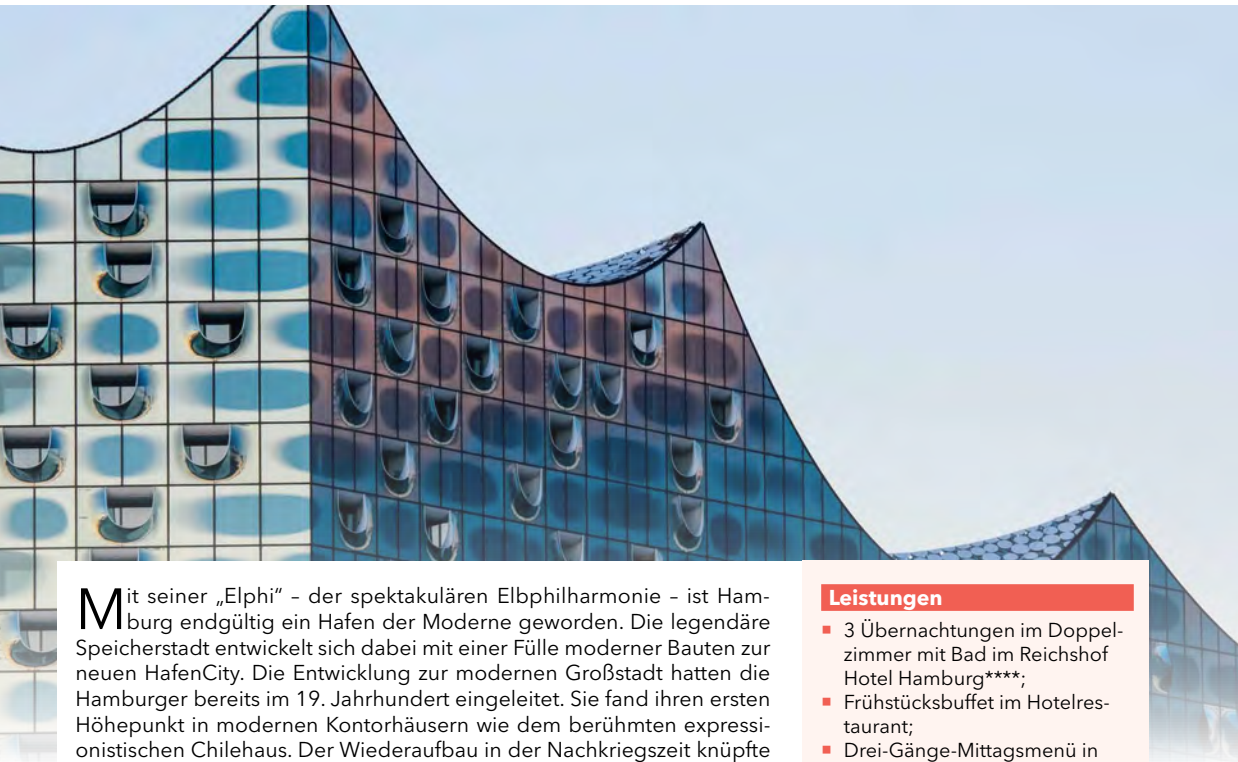 Mit seiner „Elphi“ – der spektakulären Elbphilharmonie – ist Ham-
burg endgültig ein Hafen der Moderne geworden. Die legendäre
Speicherstadt entwickelt sich dabei mit einer Fülle moderner Bauten zur
neuen HafenCity. Die Entwicklung zur modernen Großstadt hatten die
Hamburger bereits im 19. Jahrhundert eingeleitet. Sie fand ihren ersten
Höhepunkt in modernen Kontorhäusern wie dem berühmten expressi-
onistischen Chilehaus. Der Wiederaufbau in der Nachkriegszeit knüpfte
Leistungen
▪ 3 Übernachtungen im Doppel-
zimmer mit Bad im Reichshof
Hotel Hamburg****;
▪ Frühstücksbuffet im Hotelres-
taurant;
▪ Drei-Gänge-Mittagsmenü in